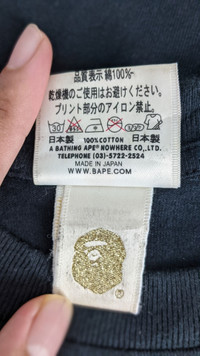 品質表示 綿100%
乾燥機のご使用はお避けください。
プリント部分のアイロン禁止。
30
日本製 100%COTTON 日本製
A BATHING APE® NOWHERE CO., LTD.
TELEPHONE (03)-5722-2524
MADE IN JAPAN
WWW.BAPE.COM